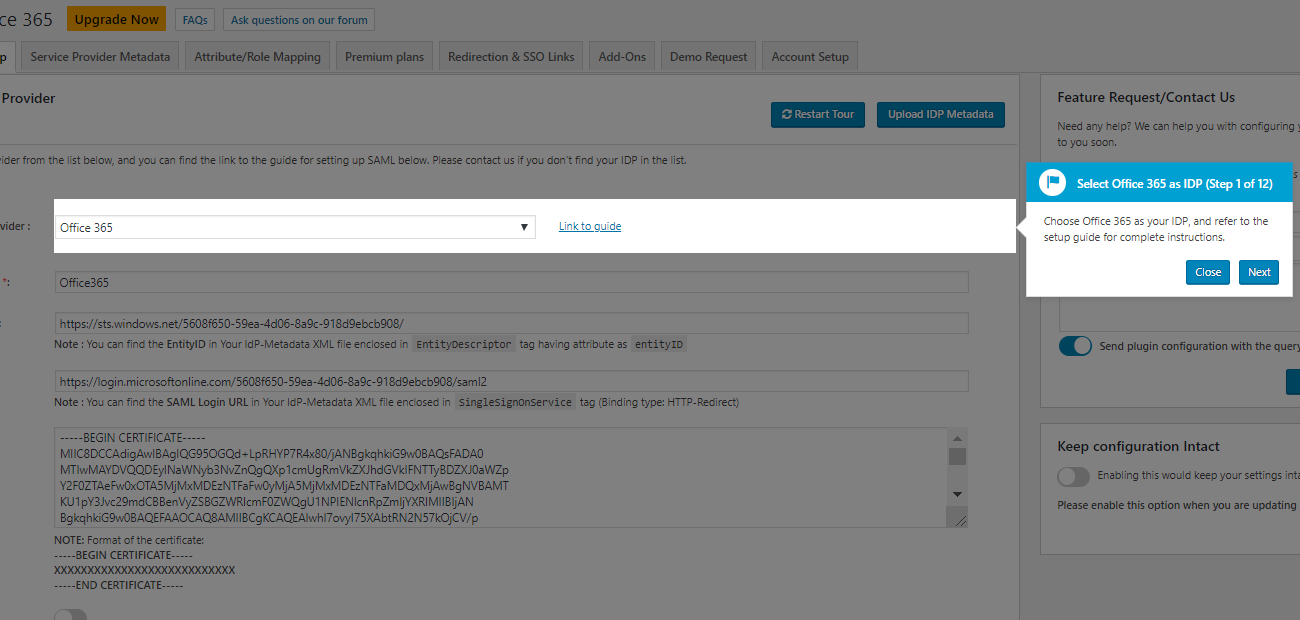 ce 365 Upgrade Now FAQs Ask questions on our forum
p Service Provider Metadata Attribute/Role Mapping Premium plans Redirection & SSO Links Add-Ons Demo Request Account Setup
Provider
Restart Tour Upload IDP Metadata
vider from the list below, and you can find the link to the guide for setting up SAML below. Please contact us if you don't find your IDP in the list.
vider :
Office 365 Link to guide
*:
Office365
:
https://sts.windows.net/5608f650-59ea-4d06-8a9c-918d9ebcb908/
Note : You can find the EntityID in Your IdP-Metadata XML file enclosed in EntityDescriptor tag having attribute as entityID
https://login.microsoftonline.com/5608f650-59ea-4d06-8a9c-918d9ebcb908/saml2
Note : You can find the SAML Login URL in Your IdP-Metadata XML file enclosed in SingleSignOnService tag (Binding type: HTTP-Redirect)
-----BEGIN CERTIFICATE-----
NOTE: Format of the certificate:
-----BEGIN CERTIFICATE-----
XXXXXXXXXXXXXXXXXXXXXXXXXXX
-----END CERTIFICATE-----
Feature Request/Contact Us
Need any help? We can help you with configuring
to you soon.
Select Office 365 as IDP (Step 1 of 12)
Choose Office 365 as your IDP, and refer to the
setup guide for complete instructions.
Close Next
Send plugin configuration with the query
Keep configuration Intact
Enabling this would keep your settings inta
Please enable this option when you are updating